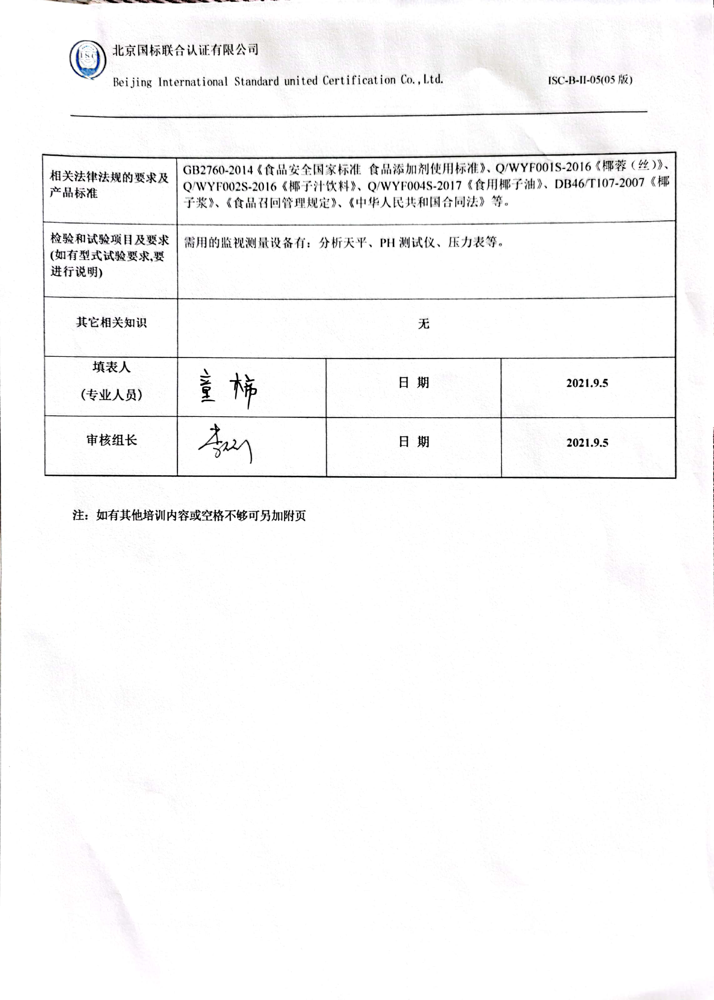 ISC
北京国标联合认证有限公司
Beijing International Standard united Certification Co.,Ltd.
ISC-B-II-05(05 版)
相关法律法规的要求及
产品标准
GB2760-2014《食品安全国家标准 食品添加剂使用标准》、Q/WYF001S-2016《椰蓉（丝）》、
Q/WYF002S-2016《椰子汁饮料》、Q/WYF004S-2017《食用椰子油》、DB46/T107-2007《椰
子浆》、《食品召回管理规定》、《中华人民共和国合同法》等。
检验和试验项目及要求
(如有型式试验要求,要
进行说明)
需用的监视测量设备有：分析天平、PH 测试仪、压力表等。
其它相关知识
无
填表人
(专业人员)
童柿
日 期
2021.9.5
审核组长
日 期
2021.9.5
注：如有其他培训内容或空格不够可另加附页